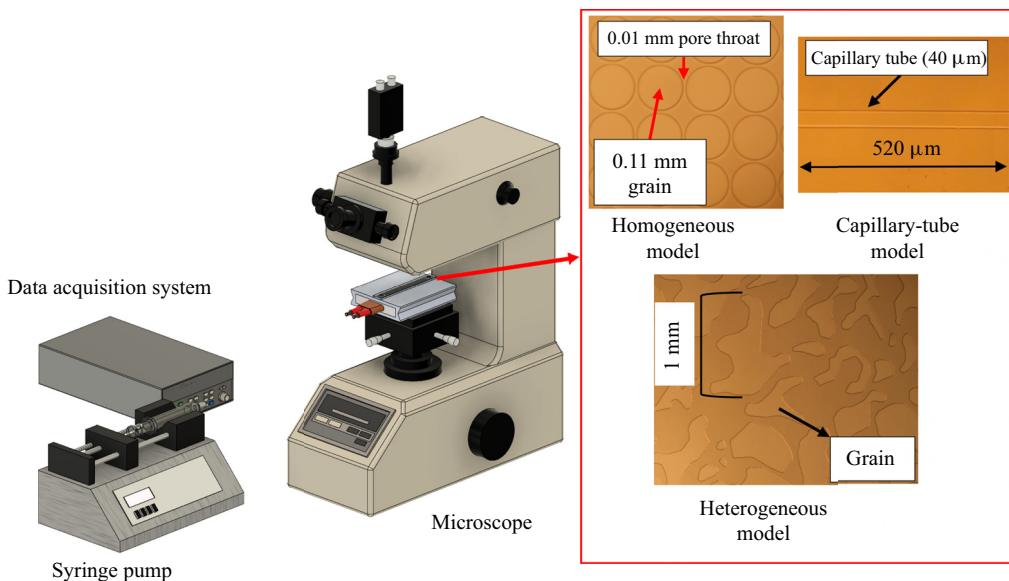 Data acquisition system
Syringe pump
Microscope
0.01 mm pore throat
0.11 mm
grain
Homogeneous
model
Capillary tube (40 μm)
520 μm
Capillary-tube
model
1 mm
Grain
Heterogeneous
model